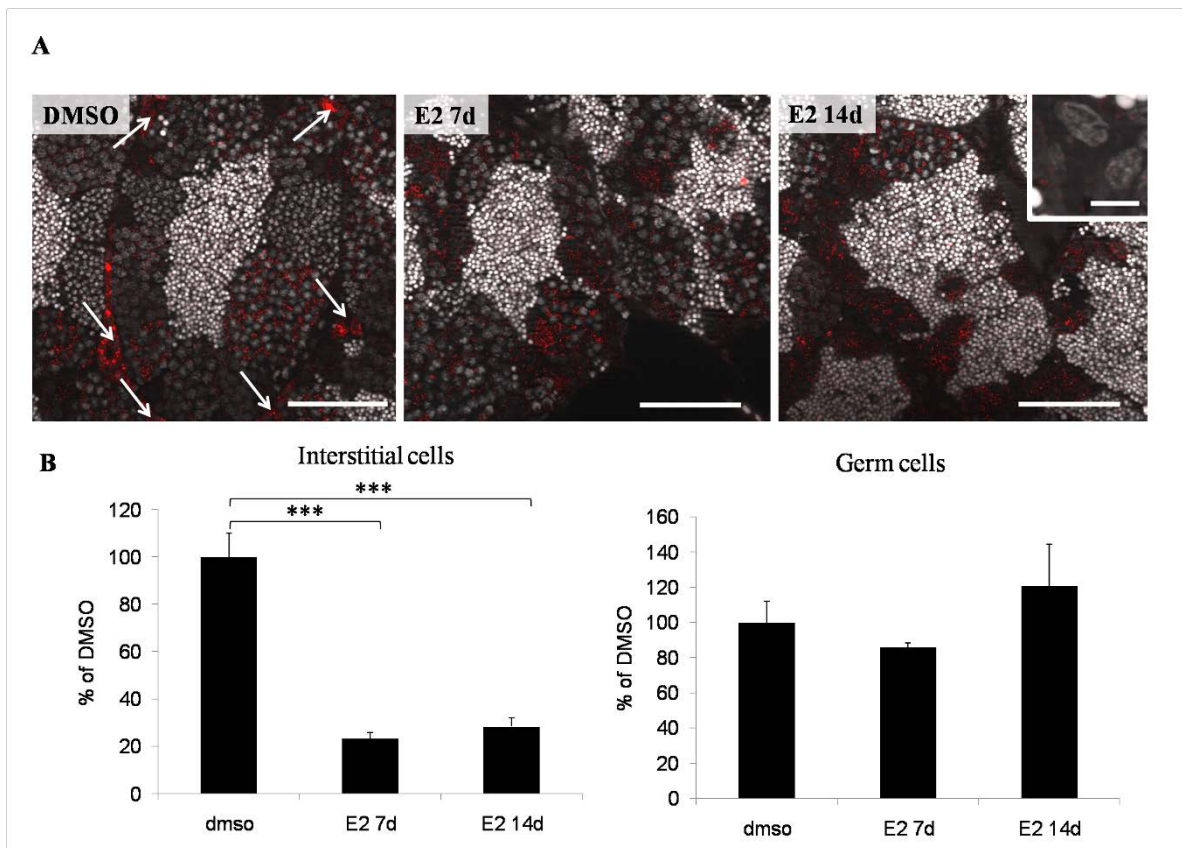 A
DMSO
E2 7d
E2 14d
B
Interstitial cells
***
***
% of DMSO
120
100
80
60
40
20
0
dmso
E2 7d
E2 14d
Germ cells
% of DMSO
160
140
120
100
80
60
40
20
0
dmso
E2 7d
E2 14d